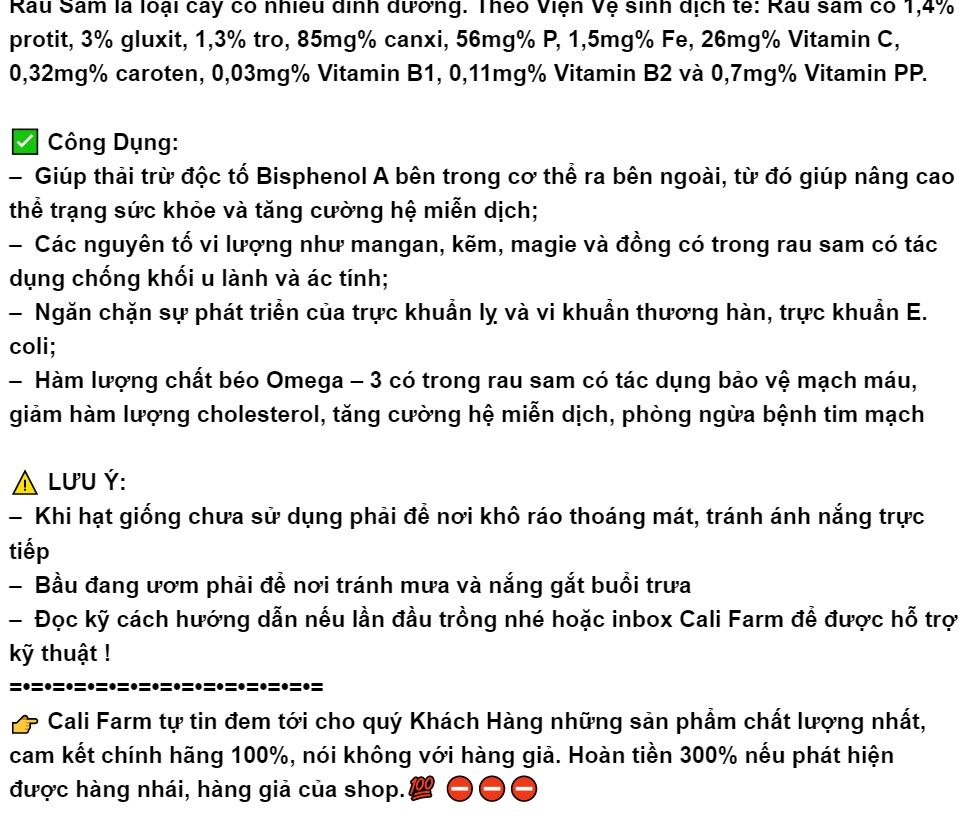 Rau Sam là loại cây có nhiều dinh dưỡng. Theo Viện Vệ sinh dịch tễ: Rau sam có 1,4%
protit, 3% gluxit, 1,3% tro, 85mg% canxi, 56mg% P, 1,5mg% Fe, 26mg% Vitamin C,
0,32mg% caroten, 0,03mg% Vitamin B1, 0,11mg% Vitamin B2 và 0,7mg% Vitamin PP.
✅ Công Dụng:
– Giúp thải trừ độc tố Bisphenol A bên trong cơ thể ra bên ngoài, từ đó giúp nâng cao
thể trạng sức khỏe và tăng cường hệ miễn dịch;
– Các nguyên tố vi lượng như mangan, kẽm, magie và đồng có trong rau sam có tác
dụng chống khối u lành và ác tính;
– Ngăn chặn sự phát triển của trực khuẩn lỵ và vi khuẩn thương hàn, trực khuẩn E.
coli;
– Hàm lượng chất béo Omega – 3 có trong rau sam có tác dụng bảo vệ mạch máu,
giảm hàm lượng cholesterol, tăng cường hệ miễn dịch, phòng ngừa bệnh tim mạch
⚠️ LƯU Ý:
– Khi hạt giống chưa sử dụng phải để nơi khô ráo thoáng mát, tránh ánh nắng trực
tiếp
– Bầu đang ươm phải để nơi tránh mưa và nắng gắt buổi trưa
– Đọc kỹ cách hướng dẫn nếu lần đầu trồng nhé hoặc inbox Cali Farm để được hỗ trợ
kỹ thuật !
=•=•=•=•=•=•=•=•=•=•=•=•=•=•=
👉 Cali Farm tự tin đem tới cho quý Khách Hàng những sản phẩm chất lượng nhất,
cam kết chính hãng 100%, nói không với hàng giả. Hoàn tiền 300% nếu phát hiện
được hàng nhái, hàng giả của shop.💯 ⛔⛔⛔